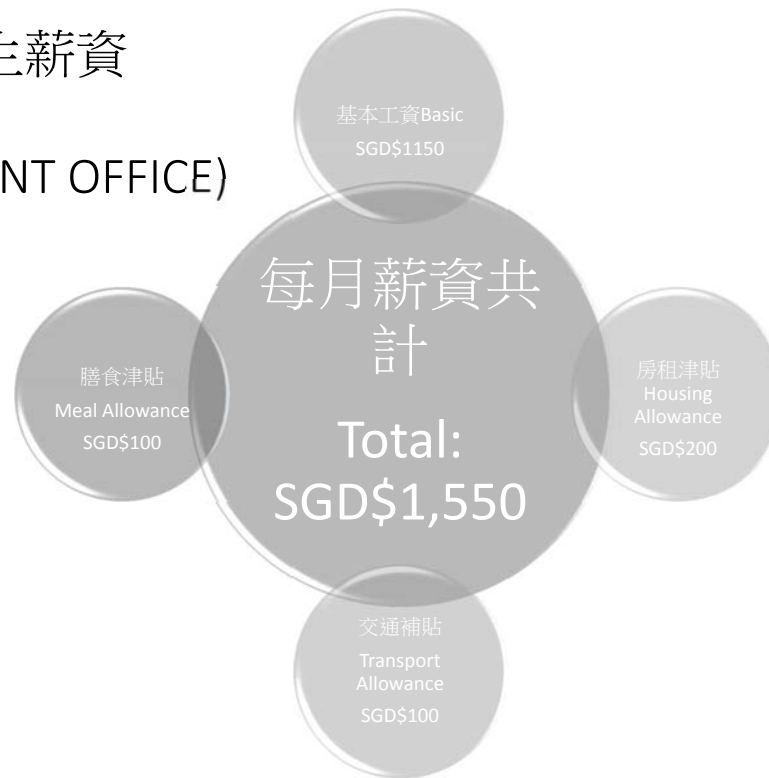 生薪資
NT OFFICE)
基本工資Basic
SGD$1150
每月薪資共
計
Total:
SGD$1,550
膳食津貼
Meal Allowance
SGD$100
房租津貼
Housing
Allowance
SGD$200
交通補貼
Transport
Allowance
SGD$100